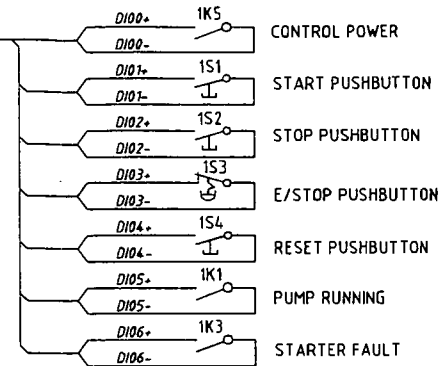 DI00+ 1K5 CONTROL POWER
DI00-
DI01+ 1S1 START PUSHBUTTON
DI01-
DI02+ 1S2 STOP PUSHBUTTON
DI02-
DI03+ 1S3 E/STOP PUSHBUTTON
DI03-
DI04+ 1S4 RESET PUSHBUTTON
DI04-
DI05+ 1K1 PUMP RUNNING
DI05-
DI06+ 1K3 STARTER FAULT
DI06-